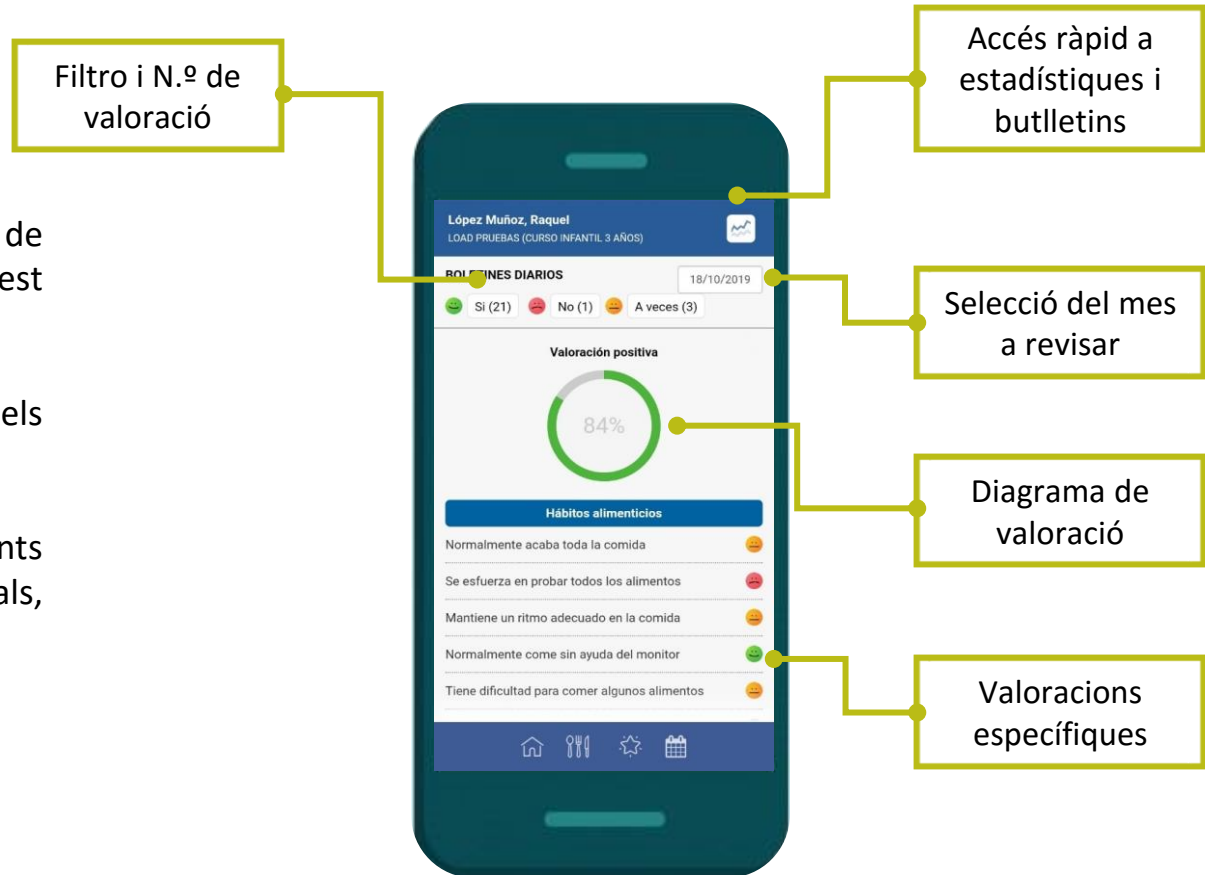 Filtro i N.º de
valoració
Accés ràpid a
estadístiques i
butlletins
de
est
els
nts
als,
López Muñoz, Raquel
LOAD PRUEBAS (CURSO INFANTIL 3 AÑOS)
BOLETINES DIARIOS
18/10/2019
Si (21)
No (1)
A veces (3)
Valoración positiva
84%
Hábitos alimenticios
Normalmente acaba toda la comida
Se esfuerza en probar todos los alimentos
Mantiene un ritmo adecuado en la comida
Normalmente come sin ayuda del monitor
Tiene dificultad para comer algunos alimentos
Selecció del mes
a revisar
Diagrama de
valoració
Valoracions
específiques